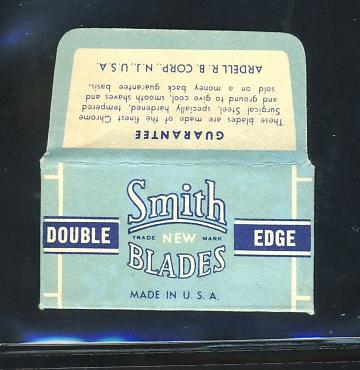 GUARANTEE
These blades are made of the finest Chrome
Surgical Steel, specially hardened, tempered
and ground to give cool, smooth shaves and
sold on a money back guarantee basis.
ARDELL R. B. CORP., N. J., U. S. A.
Smith
TRADE NEW MARK
DOUBLE EDGE
BLADES
MADE IN U. S. A.